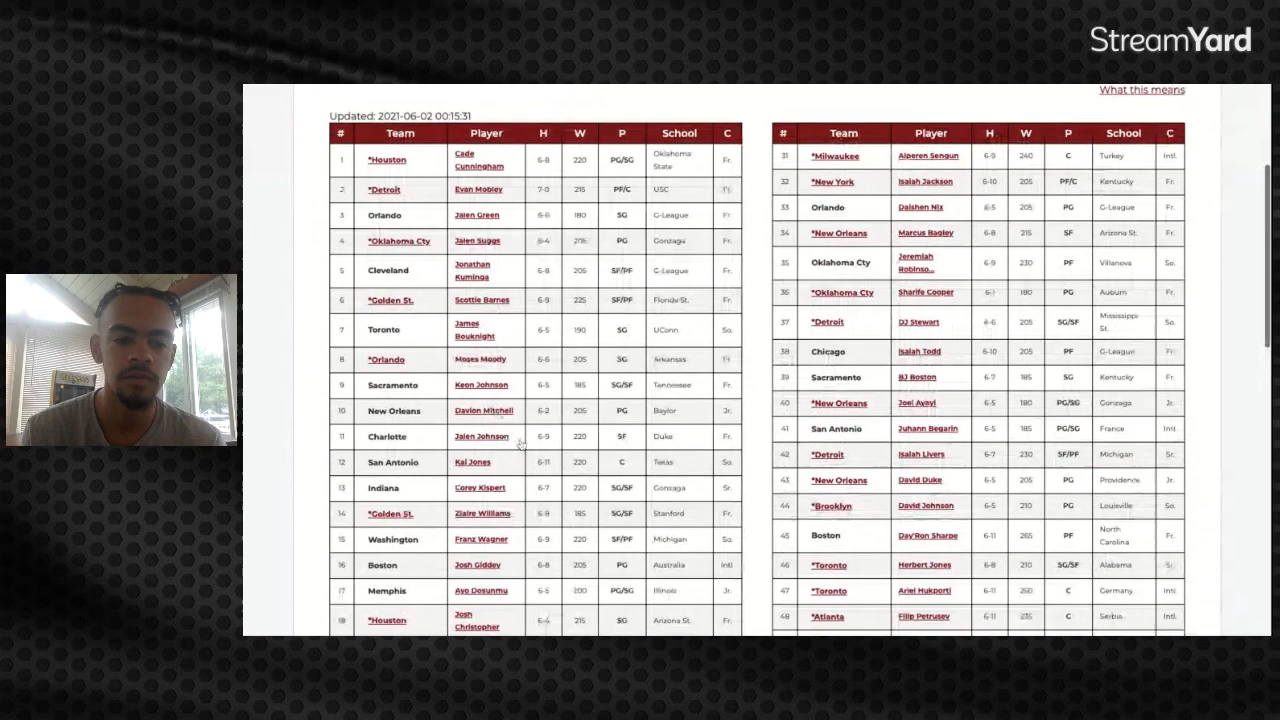 StreamYard
What this means
Updated: 2021-06-02 00:15:31
# Team Player H W P School C
1 *Houston Cade Cunningham 6-8 220 PG/SG Oklahoma State Fr.
2 *Detroit Evan Mobley 7-0 215 PF/C USC Fr.
3 Orlando Jalen Green 6-6 180 SG G-League Fr.
4 *Oklahoma Cty Jalen Suggs 6-4 205 PG Gonzaga Fr.
5 Cleveland Jonathan Kuminga 6-8 205 SF/PF G-League Fr.
6 *Golden St. Scottie Barnes 6-9 225 SF/PF Florida St. Fr.
7 Toronto James Bouknight 6-5 190 SG UConn So.
8 *Orlando Moses Moody 6-6 205 SG Arkansas Fr.
9 Sacramento Keon Johnson 6-5 185 SG/SF Tennessee Fr.
10 New Orleans Davion Mitchell 6-2 205 PG Baylor Jr.
11 Charlotte Jalen Johnson 6-9 220 SF Duke Fr.
12 San Antonio Kai Jones 6-11 220 C Texas So.
13 Indiana Corey Kispert 6-7 220 SG/SF Gonzaga Sr.
14 *Golden St. Ziaire Williams 6-9 185 SG/SF Stanford Fr.
15 Washington Franz Wagner 6-9 220 SF/PF Michigan So.
16 Boston Josh Giddey 6-8 205 PG Australia Intl
17 Memphis Ayo Dosunmu 6-5 200 PG/SG Illinois Jr.
18 *Houston Josh Christopher 6-4 215 SG Arizona St. Fr.
# Team Player H W P School C
31 *Milwaukee Alperen Sengun 6-9 240 C Turkey Intl.
32 *New York Isaiah Jackson 6-10 205 PF/C Kentucky Fr.
33 Orlando Daishen Nix 6-5 205 PG G-League Fr.
34 *New Orleans Marcus Bagley 6-8 215 SF Arizona St. Fr.
35 Oklahoma Cty Jeremiah Robinso... 6-9 230 PF Villanova So.
36 *Oklahoma Cty Sharife Cooper 6-1 180 PG Auburn Fr.
37 *Detroit DJ Stewart 6-6 205 SG/SF Mississippi St. So.
38 Chicago Isaiah Todd 6-10 205 PF G-League Fr.
39 Sacramento BJ Boston 6-7 185 SG Kentucky Fr.
40 *New Orleans Joel Ayayi 6-5 180 PG/SG Gonzaga Jr.
41 San Antonio Juhann Begarin 6-5 185 PG/SG France Intl
42 *Detroit Isaiah Livers 6-7 230 SF/PF Michigan Sr.
43 *New Orleans David Duke 6-5 205 PG Providence Jr.
44 *Brooklyn David Johnson 6-5 210 PG Louisville So.
45 Boston Day'Ron Sharpe 6-11 265 PF North Carolina Fr.
46 *Toronto Herbert Jones 6-8 210 SG/SF Alabama Sr.
47 *Toronto Ariel Hukporti 6-11 C Germany Intl.
48 *Atlanta Filip Petrusev 6-11 235 C Serbia Intl.